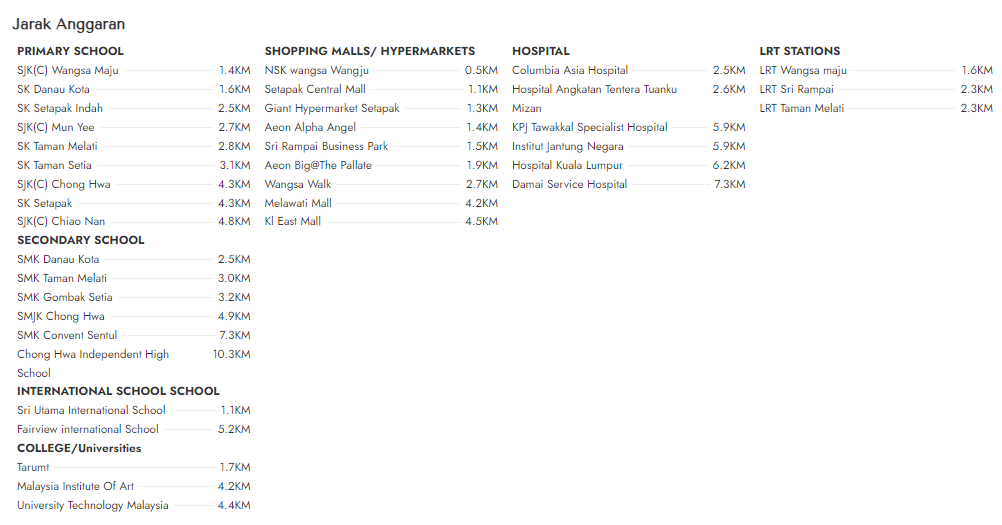 Jarak Anggaran
PRIMARY SCHOOL
SJK(C) Wangsa Maju 1.4KM
SK Danau Kota 1.6KM
SK Setapak Indah 2.5KM
SJK(C) Mun Yee 2.7KM
SK Taman Melati 2.8KM
SK Taman Setia 3.1KM
SJK(C) Chong Hwa 4.3KM
SK Setapak 4.3KM
SJK(C) Chiao Nan 4.8KM
SECONDARY SCHOOL
SMK Danau Kota 2.5KM
SMK Taman Melati 3.0KM
SMK Gombak Setia 3.2KM
SMJK Chong Hwa 4.9KM
SMK Convent Sentul 7.3KM
Chong Hwa Independent High 10.3KM
School
INTERNATIONAL SCHOOL SCHOOL
Sri Utama International School 1.1KM
Fairview international School 5.2KM
COLLEGE/Universities
Tarumt 1.7KM
Malaysia Institute Of Art 4.2KM
University Technology Malaysia 4.4KM
SHOPPING MALLS/ HYPERMARKETS
NSK wangsa Wangju 0.5KM
Setapak Central Mall 1.1KM
Giant Hypermarket Setapak 1.3KM
Aeon Alpha Angel 1.4KM
Sri Rampai Business Park 1.5KM
Aeon Big@The Pallate 1.9KM
Wangsa Walk 2.7KM
Melawati Mall 4.2KM
Kl East Mall 4.5KM
HOSPITAL
Columbia Asia Hospital 2.5KM
Hospital Angkatan Tentera Tuanku 2.6KM
Mizan
KPJ Tawakkal Specialist Hospital 5.9KM
Institut Jantung Negara 5.9KM
Hospital Kuala Lumpur 6.2KM
Damai Service Hospital 7.3KM
LRT STATIONS
LRT Wangsa maju 1.6KM
LRT Sri Rampai 2.3KM
LRT Taman Melati 2.3KM